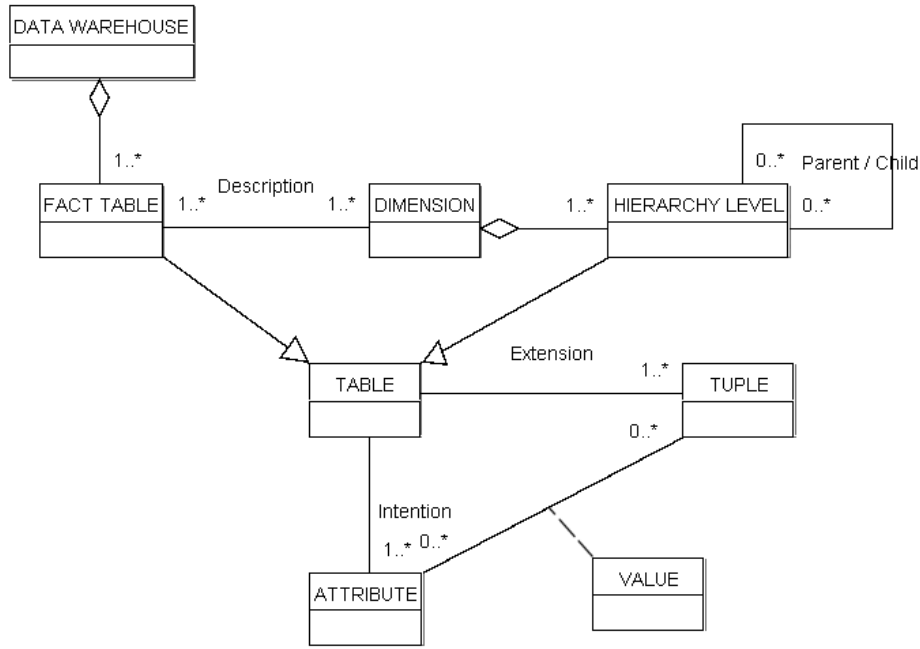 DATA WAREHOUSE
1..*
Description
0..*
Parent / Child
FACT TABLE
1..*
1..*
DIMENSION
1..*
HIERARCHY LEVEL
0..*
Extension
TABLE
1..*
TUPLE
0..*
Intention
1..*
0..*
ATTRIBUTE
VALUE